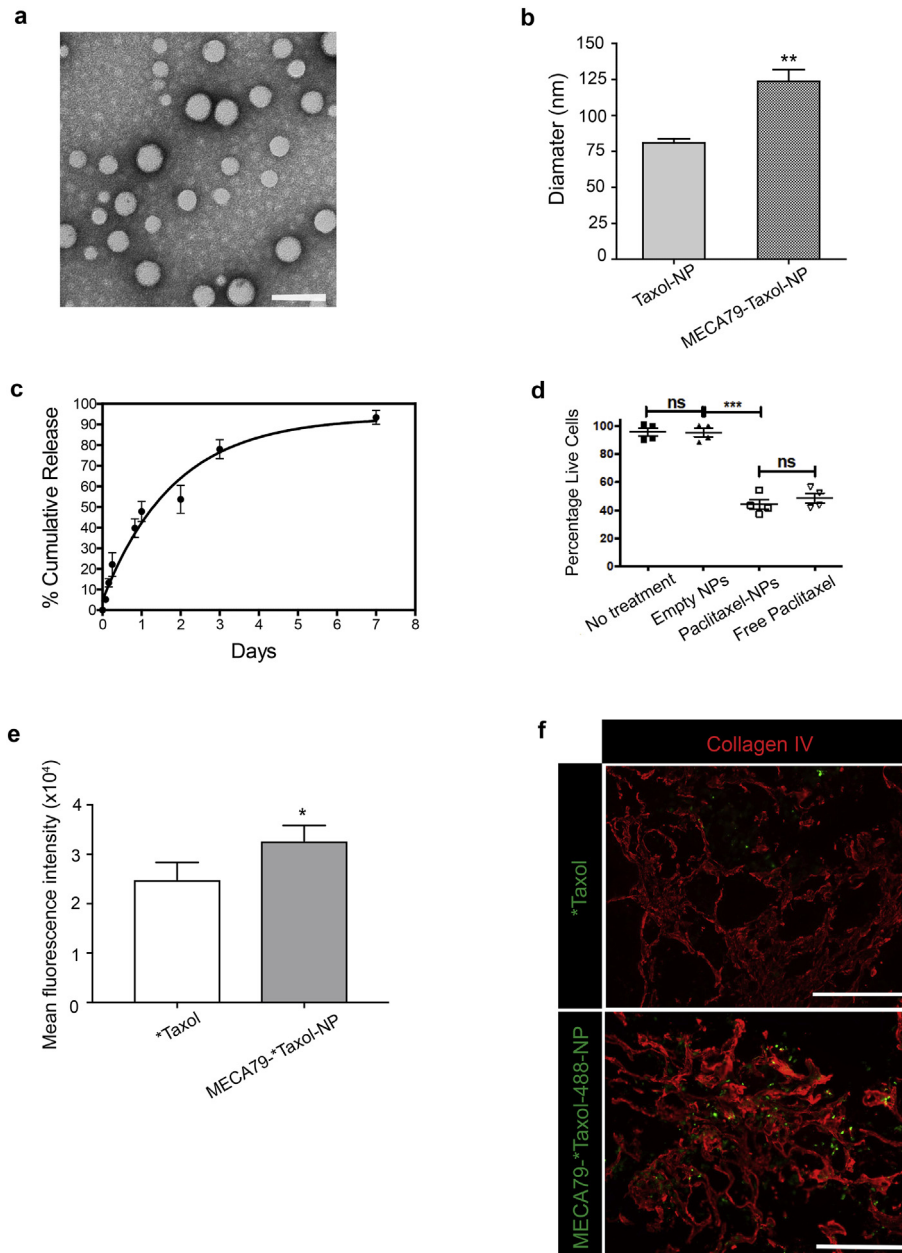 a
b
Diamater (nm)
150
125
100
75
50
25
0
**
Taxol-NP
MECA79-Taxol-NP
c
% Cumulative Release
100
90
80
70
60
50
40
30
20
10
0
0 1 2 3 4 5 6 7 8
Days
d
Percentage Live Cells
100
80
60
40
20
0
ns
***
ns
No treatment
Empty NPs
Paclitaxel-NPs
Free Paclitaxel
e
Mean fluorescence intensity (x10⁴)
4
3
2
1
0
*
*Taxol
MECA79-*Taxol-NP
f
Collagen IV
*Taxol
MECA79-*Taxol-488-NP